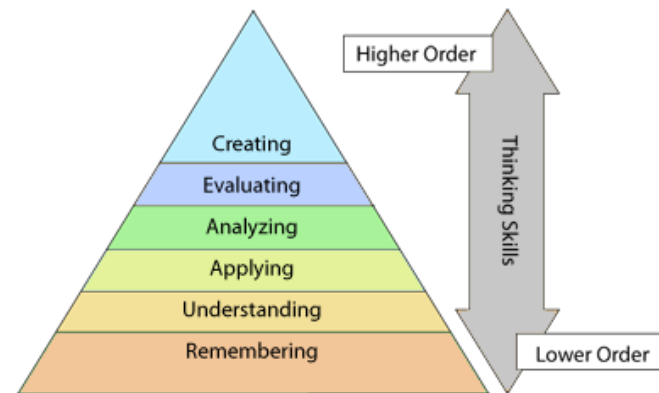 Higher Order
Creating
Evaluating
Analyzing
Applying
Understanding
Remembering
Thinking Skills
Lower Order